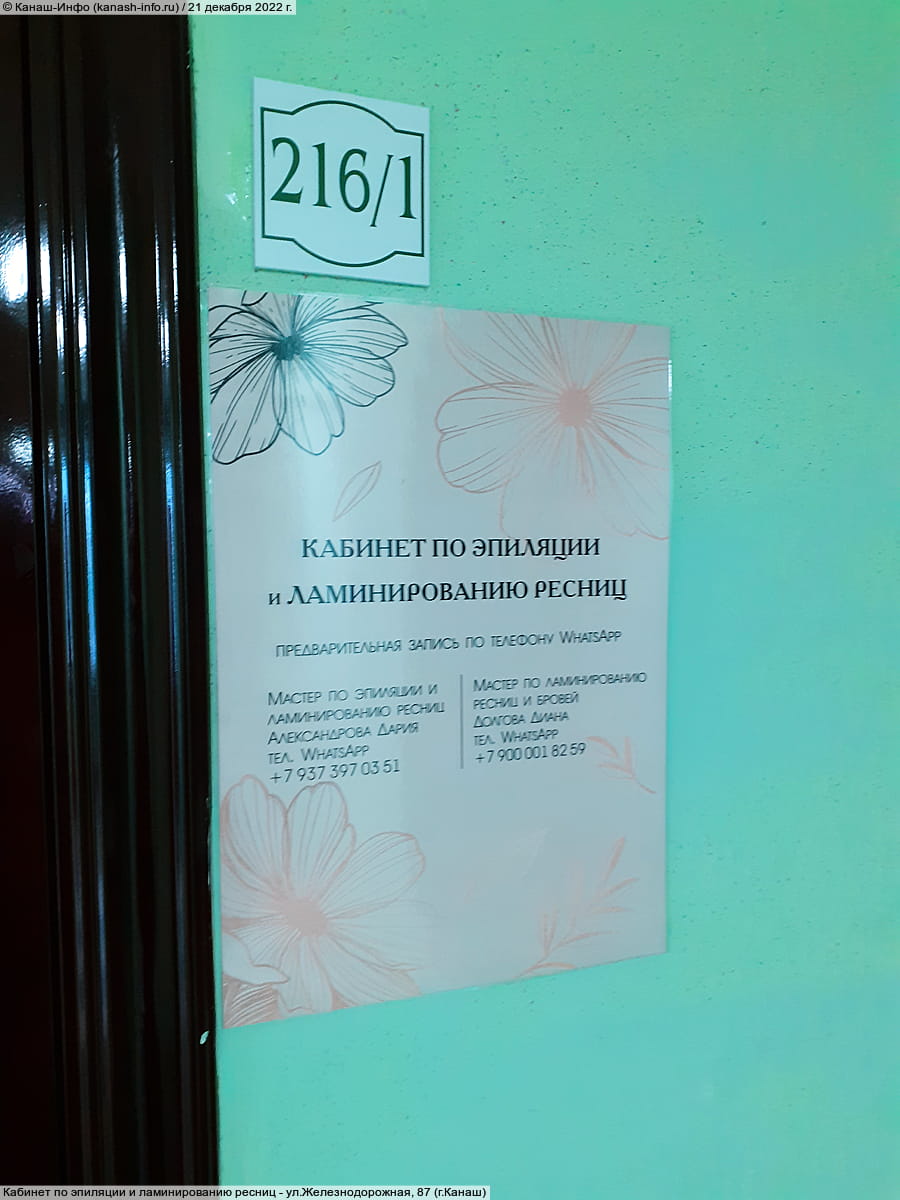 © Канаш-Инфо (kanash-info.ru) / 21 декабря 2022 г.
216/1
КАБИНЕТ ПО ЭПИЛЯЦИИ
и ЛАМИНИРОВАНИЮ РЕСНИЦ
ПРЕДВАРИТЕЛЬНАЯ ЗАПИСЬ ПО ТЕЛЕФОНУ WHATSAPP
МАСТЕР ПО ЭПИЛЯЦИИ И
ЛАМИНИРОВАНИЮ РЕСНИЦ
АЛЕКСАНДРОВА ДАРИЯ
ТЕЛ. WHATSAPP
+7 937 397 03 51
МАСТЕР ПО ЛАМИНИРОВАНИЮ
РЕСНИЦ И БРОВЕЙ
ДОЛГОВА ДИАНА
ТЕЛ. WHATSAPP
+7 900 001 82 59
Кабинет по эпиляции и ламинированию ресниц - ул.Железнодорожная, 87 (г.Канаш)